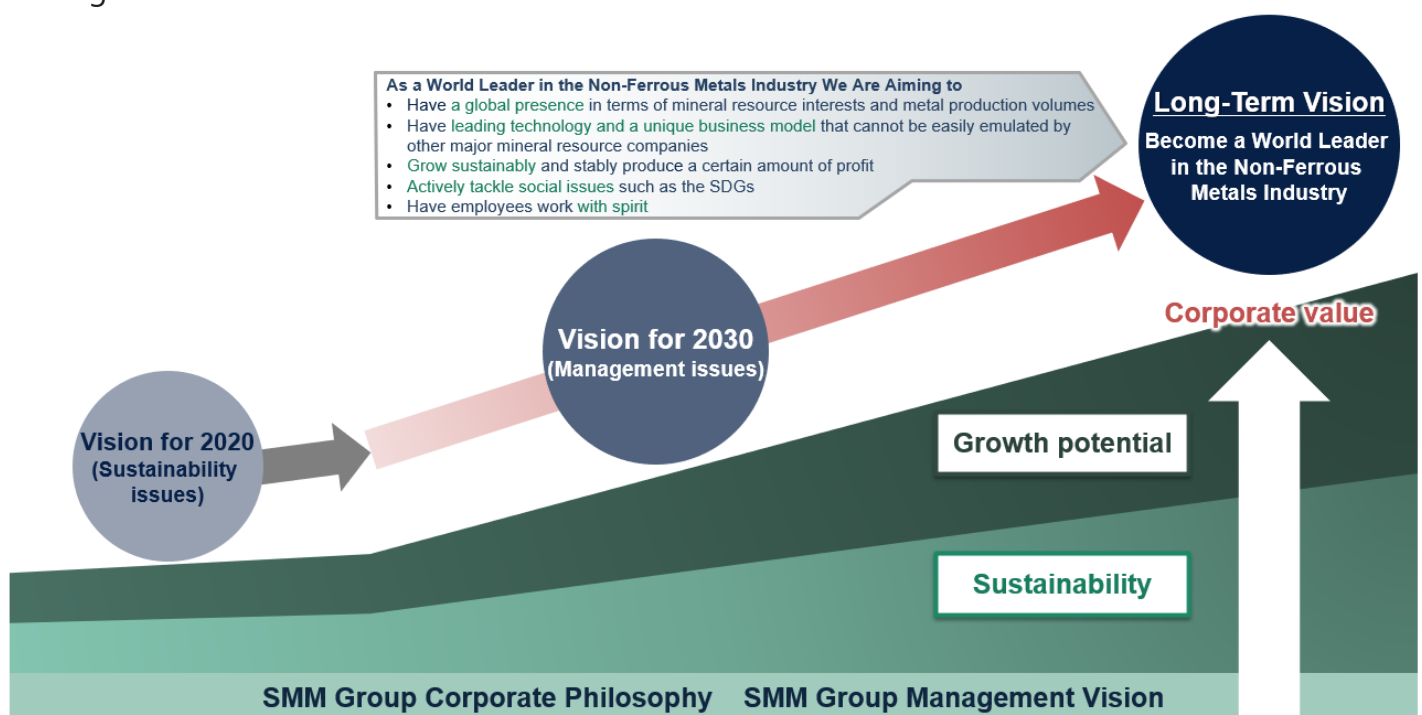 As a World Leader in the Non-Ferrous Metals Industry We Are Aiming to
• Have a global presence in terms of mineral resource interests and metal production volumes
• Have leading technology and a unique business model that cannot be easily emulated by
other major mineral resource companies
• Grow sustainably and stably produce a certain amount of profit
• Actively tackle social issues such as the SDGs
• Have employees work with spirit
Long-Term Vision
Become a World Leader
in the Non-Ferrous
Metals Industry
Vision for 2030
(Management issues)
Vision for 2020
(Sustainability
issues)
Corporate value
Growth potential
Sustainability
SMM Group Corporate Philosophy SMM Group Management Vision